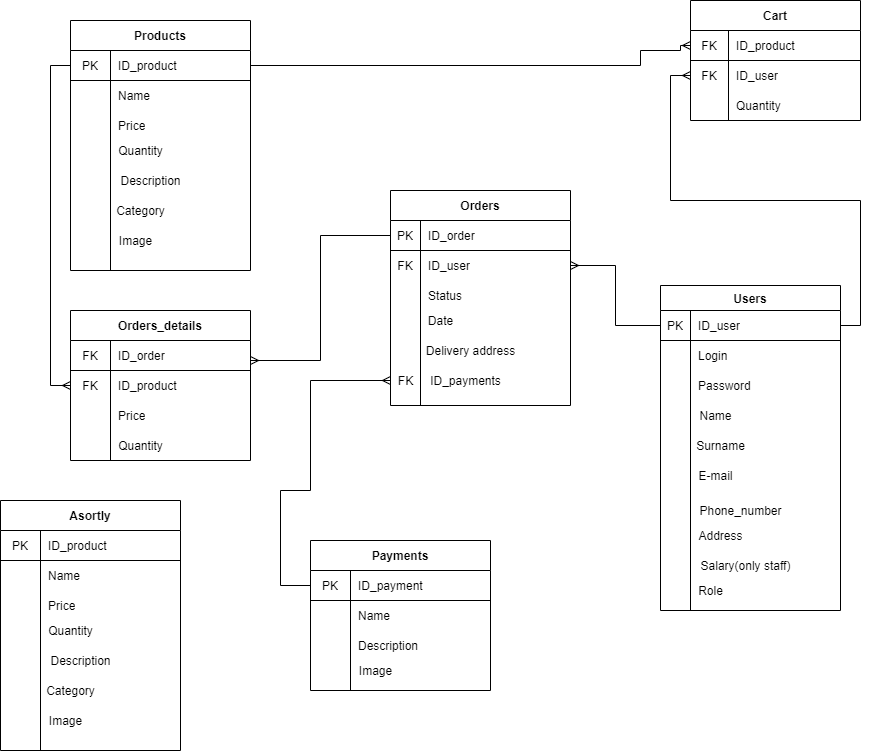 Products
PK ID_product
Name
Price
Quantity
Description
Category
Image
Cart
FK ID_product
FK ID_user
Quantity
Orders
PK ID_order
FK ID_user
Status
Date
Delivery address
FK ID_payments
Users
PK ID_user
Login
Password
Name
Surname
E-mail
Phone_number
Address
Salary(only staff)
Role
Orders_details
FK ID_order
FK ID_product
Price
Quantity
Asortly
PK ID_product
Name
Price
Quantity
Description
Category
Image
Payments
PK ID_payment
Name
Description
Image